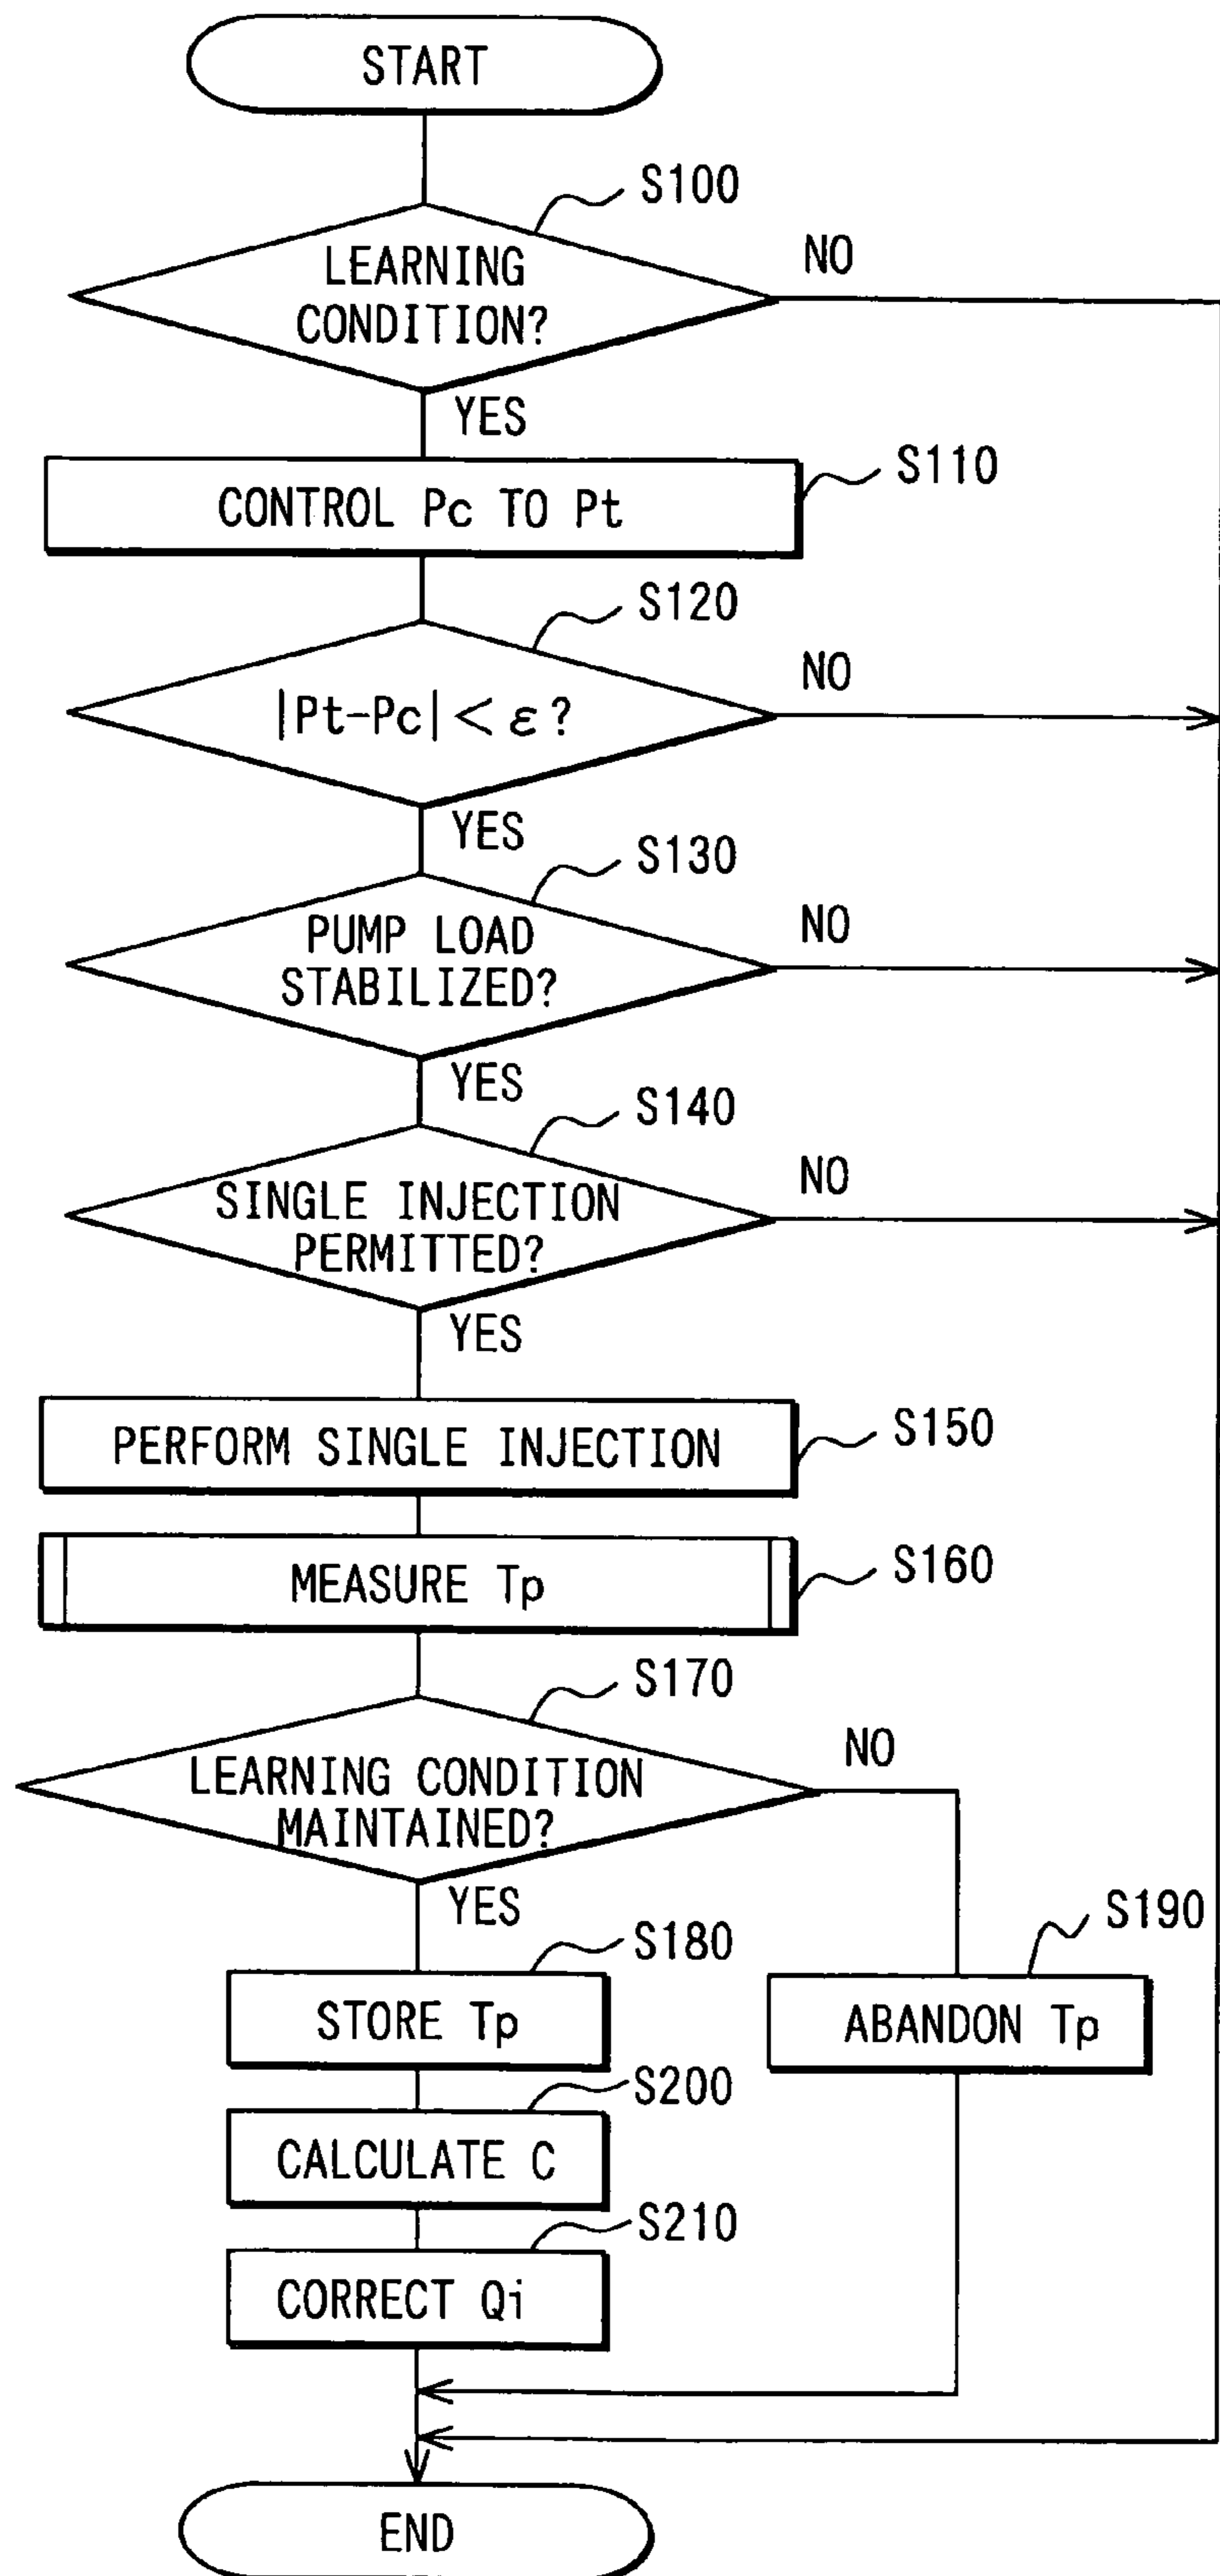 START
S100
LEARNING
CONDITION?
NO
YES
S110
CONTROL Pc TO Pt
S120
|Pt-Pc| < ε?
NO
YES
S130
PUMP LOAD
STABILIZED?
NO
YES
S140
SINGLE INJECTION
PERMITTED?
NO
YES
PERFORM SINGLE INJECTION
S150
MEASURE Tp
S160
S170
LEARNING CONDITION
MAINTAINED?
NO
YES
S180
STORE Tp
S190
ABANDON Tp
S200
CALCULATE C
S210
CORRECT Qi
END